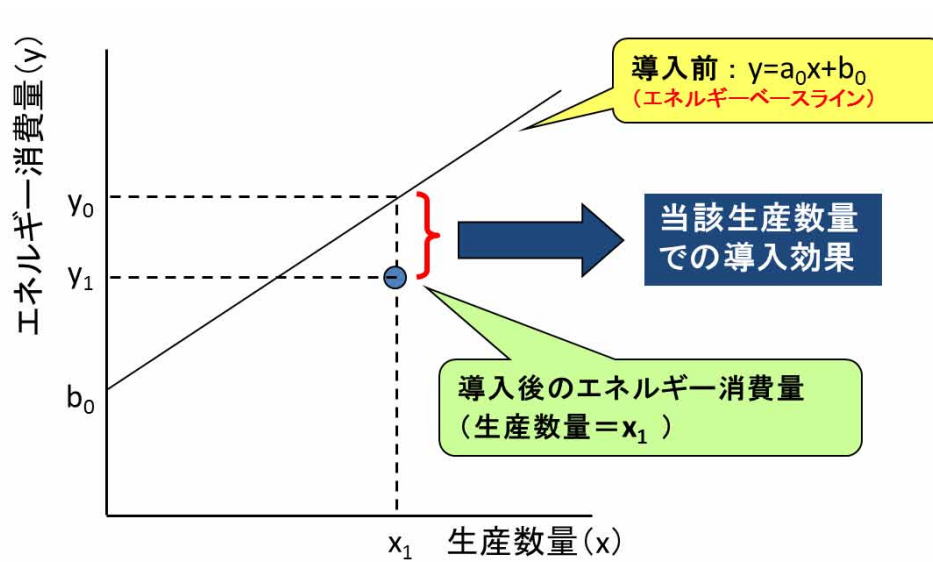 エネルギー消費量(y)
導入前：y=a₀x+b₀
(エネルギーベースライン)
y₀
当該生産数量
での導入効果
y₁
導入後のエネルギー消費量
(生産数量＝x₁ )
b₀
x₁
生産数量(x)